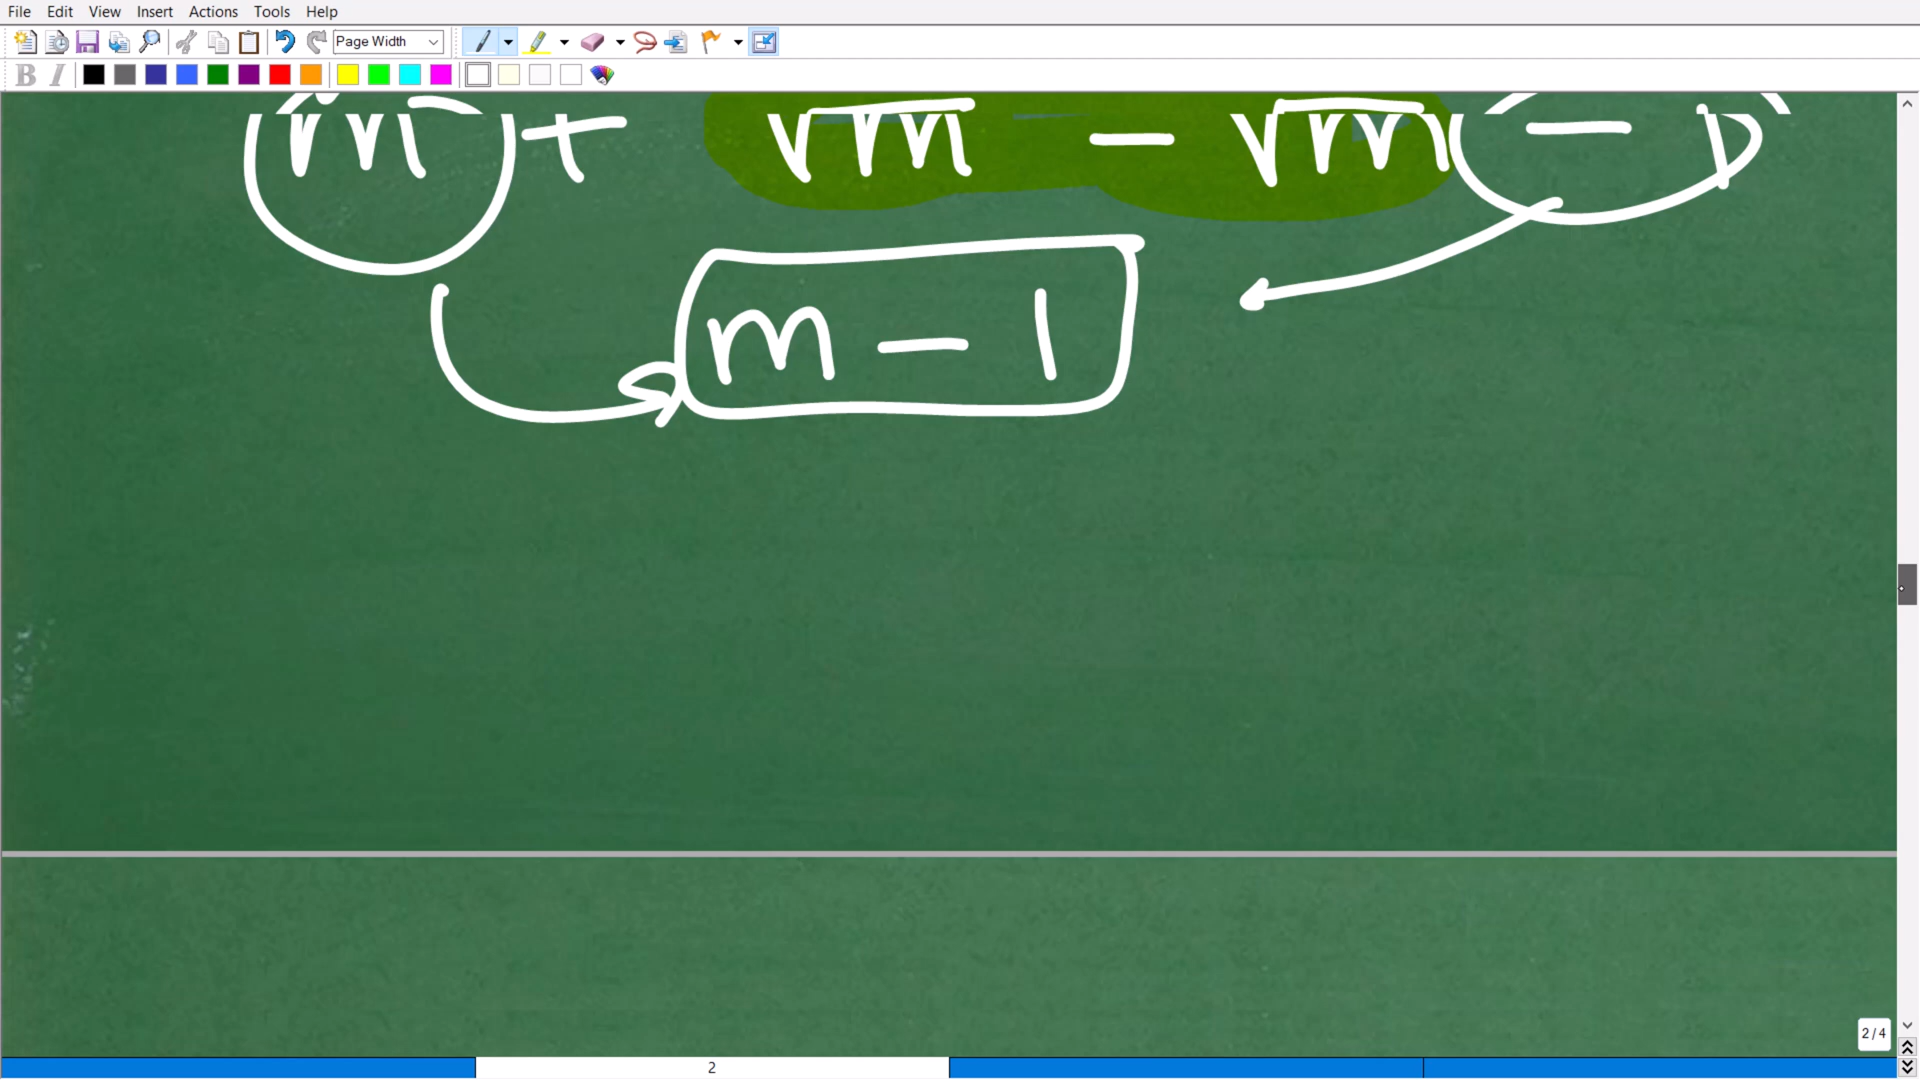 File Edit View Insert Actions Tools Help
Page Width
B I
m + √m - √m - 1
m - 1
2 / 4
2